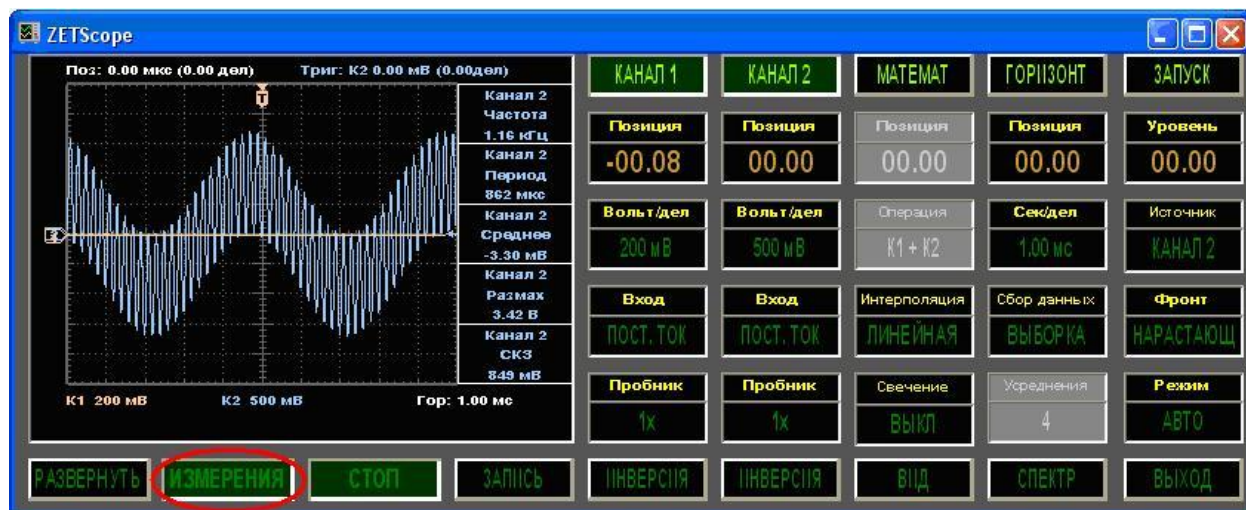 ZETScope
Поз: 0.00 мкс (0.00 дел) Триг: К2 0.00 мВ (0.00дел)
T
Канал 2
Частота
1.16 кГц
Канал 2
Период
862 мкс
Канал 2
Среднее
-3.30 мВ
Канал 2
Размах
3.42 В
Канал 2
СКЗ
849 мВ
К1 200 мВ К2 500 мВ Гор: 1.00 мс
КАНАЛ 1 КАНАЛ 2 МАТЕМАТ ГОРИЗОНТ ЗАПУСК
Позиция Позиция Позиция Позиция Уровень
-00.08 00.00 00.00 00.00 00.00
Вольт/дел Вольт/дел Операция Сек/дел Источник
200 мВ 500 мВ К1 + К2 1.00 мс КАНАЛ 2
Вход Вход Интерполяция Сбор данных Фронт
ПОСТ. ТОК ПОСТ. ТОК ЛИНЕЙНАЯ ВЫБОРКА НАРАСТАЮЩ
Пробник Пробник Свечение Усреднения Режим
1x 1x ВЫКЛ 4 АВТО
РАЗВЕРНУТЬ ИЗМЕРЕНИЯ СТОП ЗАПИСЬ ИНВЕРСИЯ ИНВЕРСИЯ ВИД СПЕКТР ВЫХОД